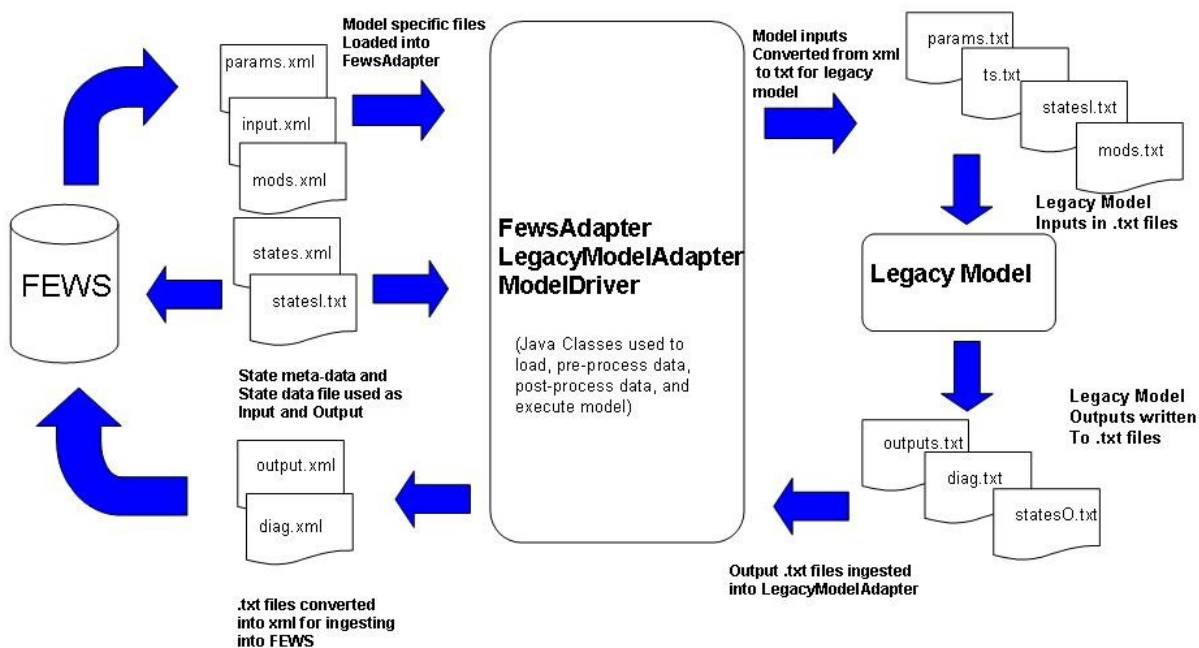 Model specific files
Loaded into
FewsAdapter
params.xml
input.xml
mods.xml
Model inputs
Converted from xml
to txt for legacy
model
params.txt
ts.txt
statesI.txt
mods.txt
Legacy Model
Inputs in .txt files
FEWS
states.xml
statesI.txt
State meta-data and
State data file used as
Input and Output
FewsAdapter
LegacyModelAdapter
ModelDriver
(Java Classes used to
load, pre-process data,
post-process data, and
execute model)
Legacy Model
Legacy Model
Outputs written
To .txt files
outputs.txt
diag.txt
statesO.txt
Output .txt files ingested
into LegacyModelAdapter
output.xml
diag.xml
.txt files converted
into xml for ingesting
into FEWS